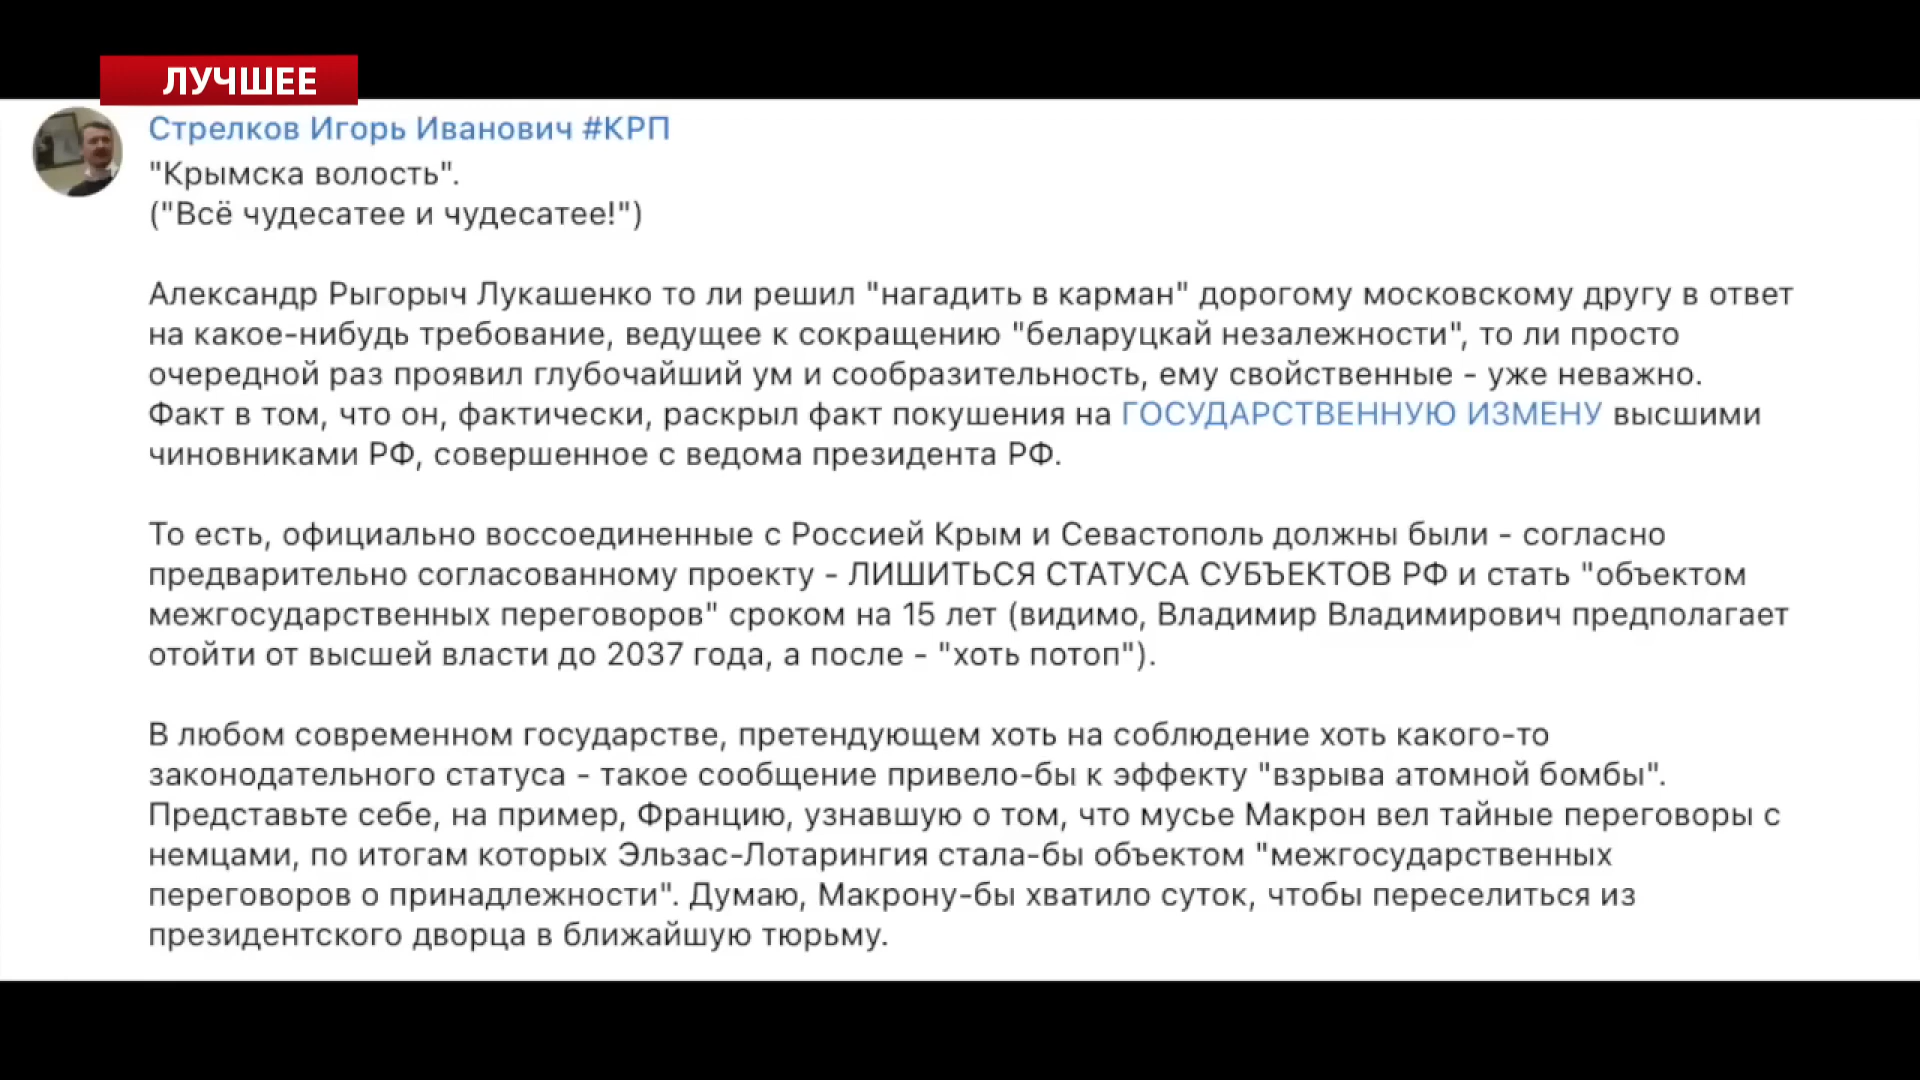 ЛУЧШЕЕ
Стрелков Игорь Иванович #КРП
"Крымска волость".
("Всё чудесатее и чудесатее!")
Александр Рыгорыч Лукашенко то ли решил "нагадить в карман" дорогому московскому другу в ответ
на какое-нибудь требование, ведущее к сокращению "беларуцкай незалежности", то ли просто
очередной раз проявил глубочайший ум и сообразительность, ему свойственные - уже неважно.
Факт в том, что он, фактически, раскрыл факт покушения на ГОСУДАРСТВЕННУЮ ИЗМЕНУ высшими
чиновниками РФ, совершенное с ведома президента РФ.
То есть, официально воссоединенные с Россией Крым и Севастополь должны были - согласно
предварительно согласованному проекту - ЛИШИТЬСЯ СТАТУСА СУБЪЕКТОВ РФ и стать "объектом
межгосударственных переговоров" сроком на 15 лет (видимо, Владимир Владимирович предполагает
отойти от высшей власти до 2037 года, а после - "хоть потоп").
В любом современном государстве, претендующем хоть на соблюдение хоть какого-то
законодательного статуса - такое сообщение привело-бы к эффекту "взрыва атомной бомбы".
Представьте себе, на пример, Францию, узнавшую о том, что мусье Макрон вел тайные переговоры с
немцами, по итогам которых Эльзас-Лотарингия стала-бы объектом "межгосударственных
переговоров о принадлежности". Думаю, Макрону-бы хватило суток, чтобы переселиться из
президентского дворца в ближайшую тюрьму.